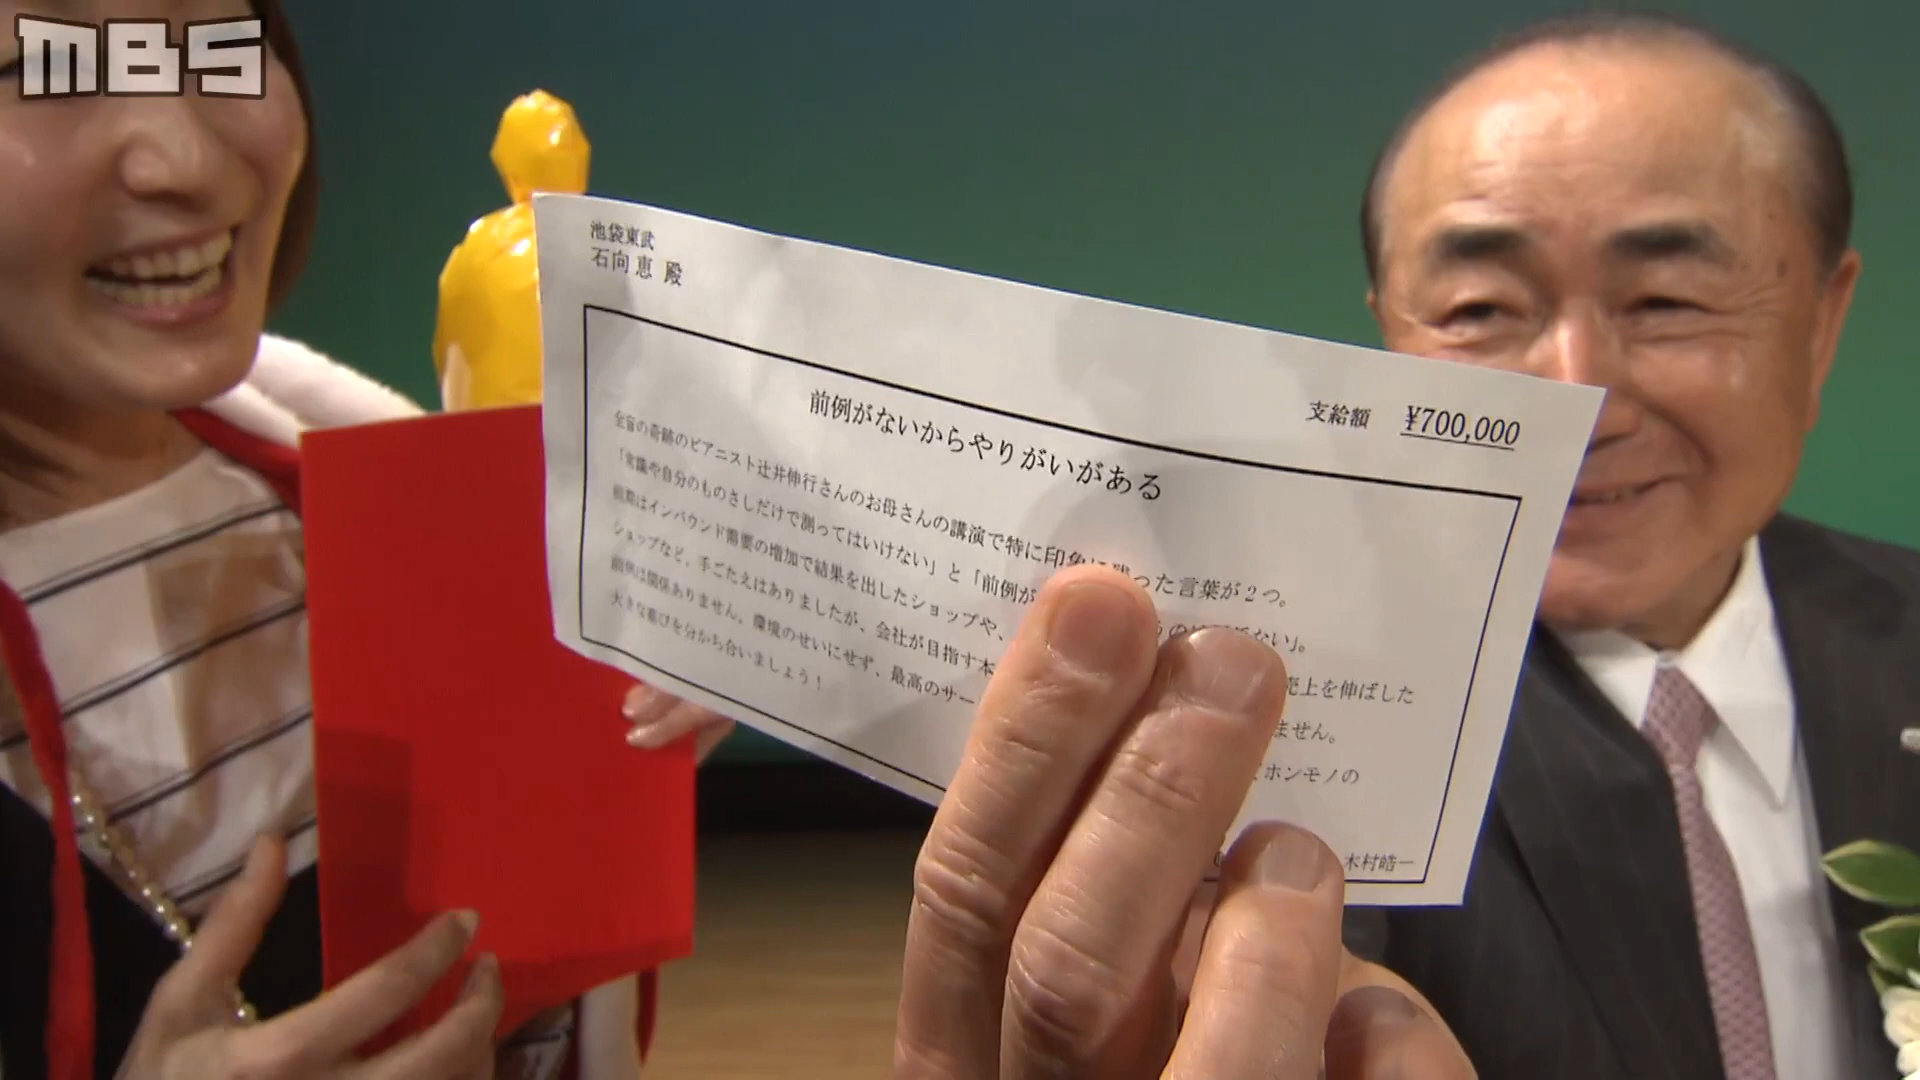 MBS
池袋東武
石向恵 殿
支給額 ¥700,000
前例がないからやりがいがある
全盲の奇跡のピアニスト辻井伸行さんのお母さんの講演で特に印象に残った言葉が2つ。
「常識や自分のものさしだけで測ってはいけない」と「前例が
ない」。
前期はインバウンド需要の増加で結果を出したショップや、
売上を伸ばした
ショップなど、手ごたえはありましたが、会社が目指す本
ません。
前例は関係ありません。環境のせいにせず、最高のサー
ホンモノの
大きな喜びを分かち合いましょう!
木村皓一